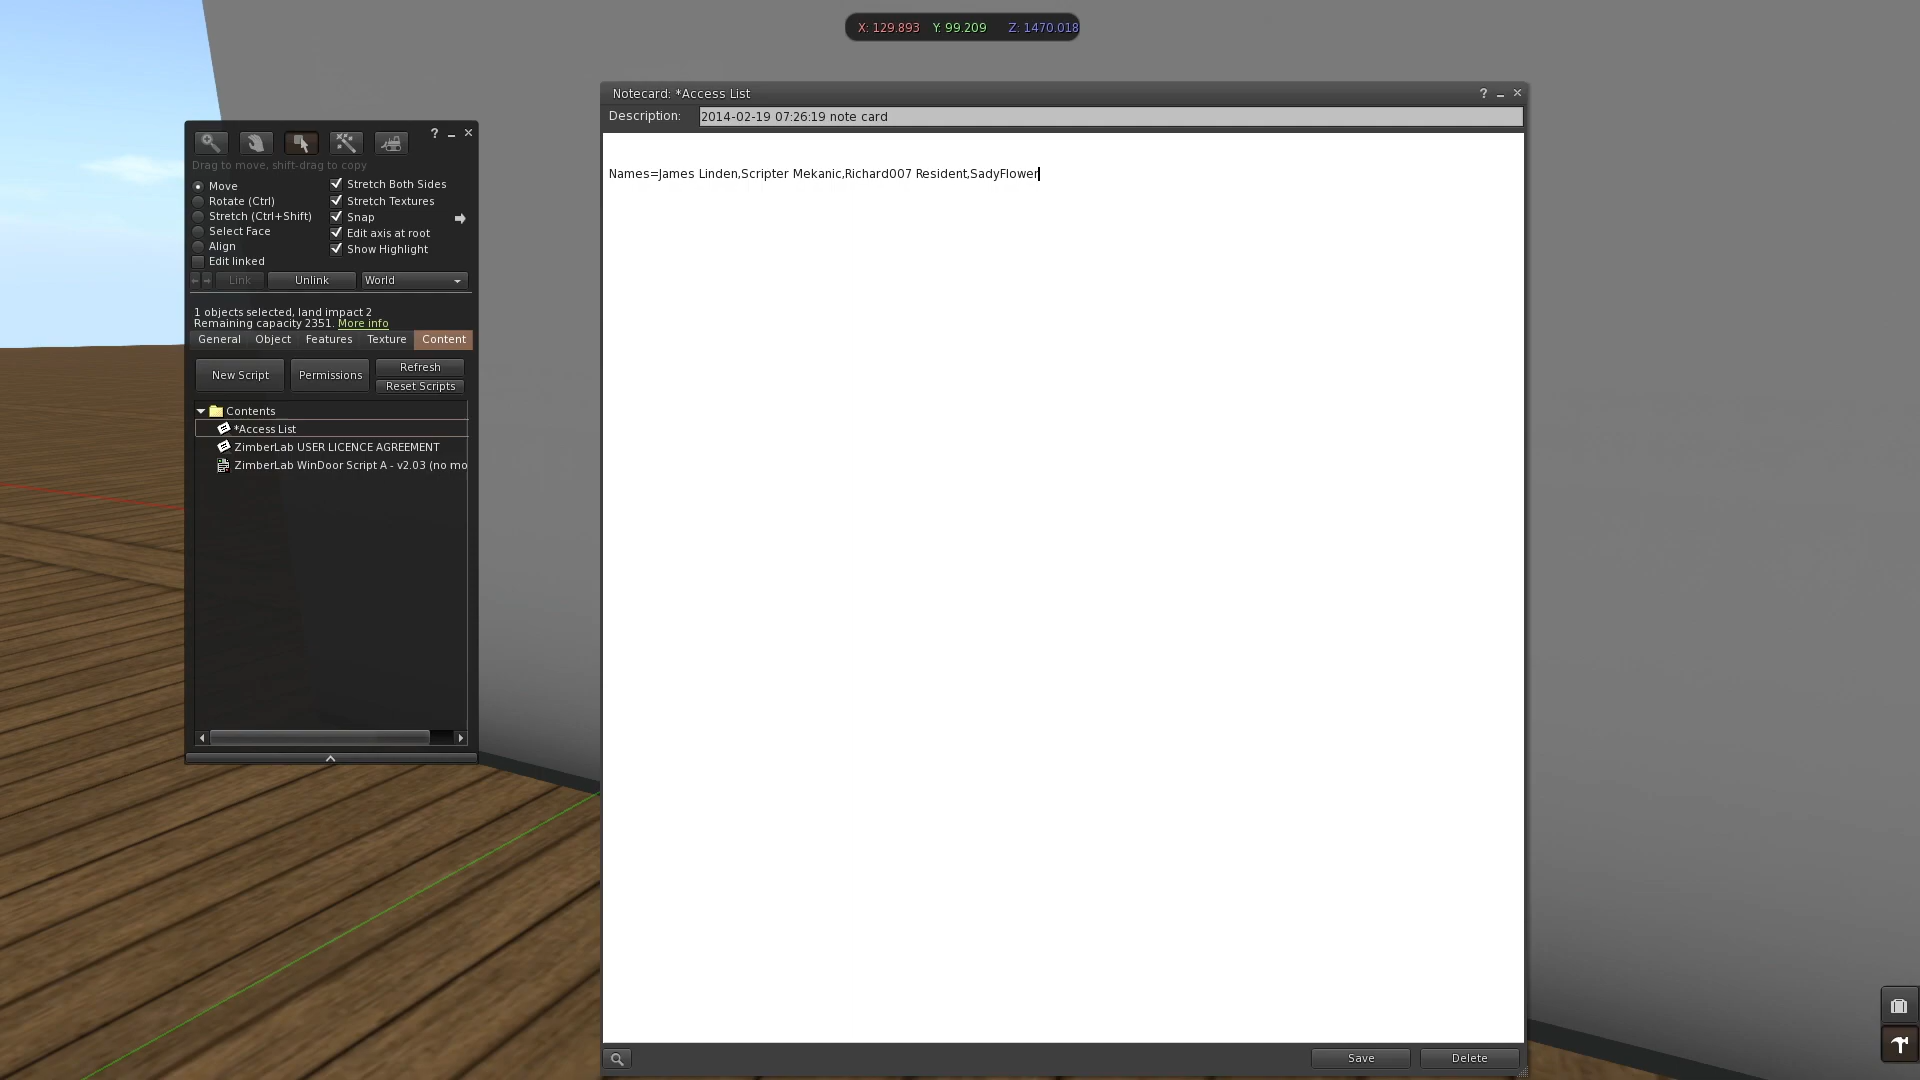 X: 129.893 Y: 99.209 Z: 1470.018
Notecard: *Access List
Description: 2014-02-19 07:26:19 note card
Names=James Linden,Scripter Mekanic,Richard007 Resident,SadyFlower
Save Delete
Drag to move, shift-drag to copy
Move
Rotate (Ctrl)
Stretch (Ctrl+Shift)
Select Face
Align
Edit linked
Stretch Both Sides
Stretch Textures
Snap
Edit axis at root
Show Highlight
Link Unlink World
1 objects selected, land impact 2
Remaining capacity 2351. More info
General Object Features Texture Content
New Script Permissions Refresh
Reset Scripts
Contents
*Access List
ZimberLab USER LICENCE AGREEMENT
ZimberLab WinDoor Script A - v2.03 (no mo